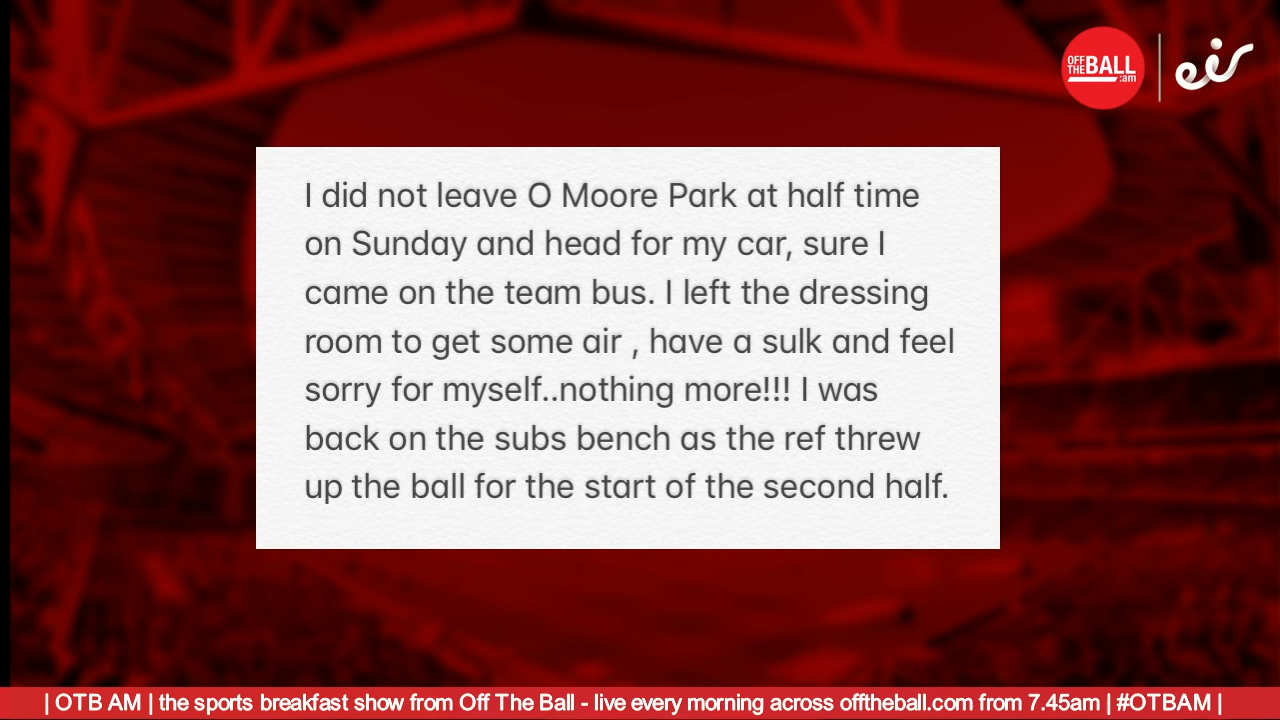 OFF
THE BALL
:am
eir
I did not leave O Moore Park at half time
on Sunday and head for my car, sure I
came on the team bus. I left the dressing
room to get some air , have a sulk and feel
sorry for myself..nothing more!!! I was
back on the subs bench as the ref threw
up the ball for the start of the second half.
| OTB AM | the sports breakfast show from Off The Ball - live every morning across offtheball.com from 7.45am | #OTBAM |